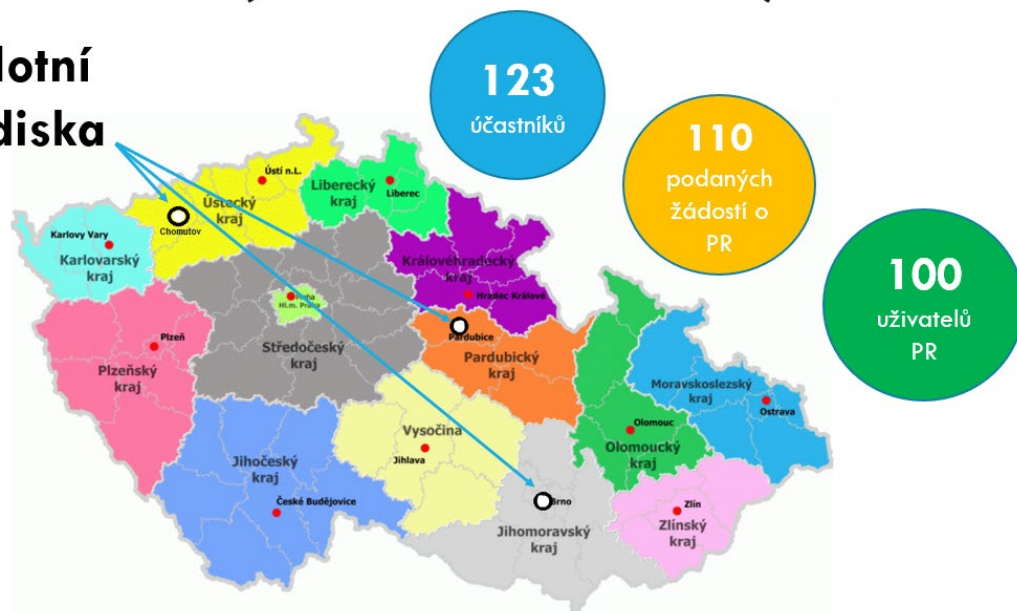 lotní
diska
123
účastníků
110
podaných
žádostí o
PR
100
uživatelů
PR
Ústí n.L.
Ústecký
kraj
Chomutov
Liberecký
kraj
Liberec
Karlovy Vary
Karlovarský
kraj
Královéhradecký
kraj
Hradec Králové
Praha
Hl.m. Praha
Středočeský
kraj
Pardubice
Pardubický
kraj
Plzeň
Plzeňský
kraj
Moravskoslezský
kraj
Ostrava
Olomouc
Olomoucký
kraj
Vysočina
Jihlava
Jihočeský
kraj
České Budějovice
Brno
Jihomoravský
kraj
Zlín
Zlínský
kraj